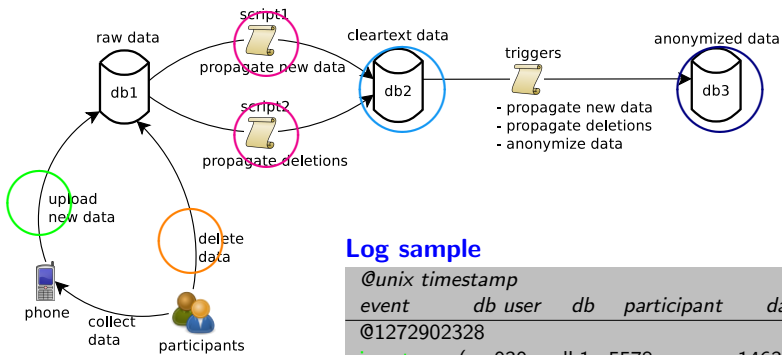 script1
raw data
cleartext data
triggers
anonymized data
propagate new data
db1
db2
db3
script2
- propagate new data
- propagate deletions
- anonymize data
propagate deletions
upload
new data
delete
data
Log sample
@unix timestamp
event db user db participant
phone
collect
data
participants
@1272902328